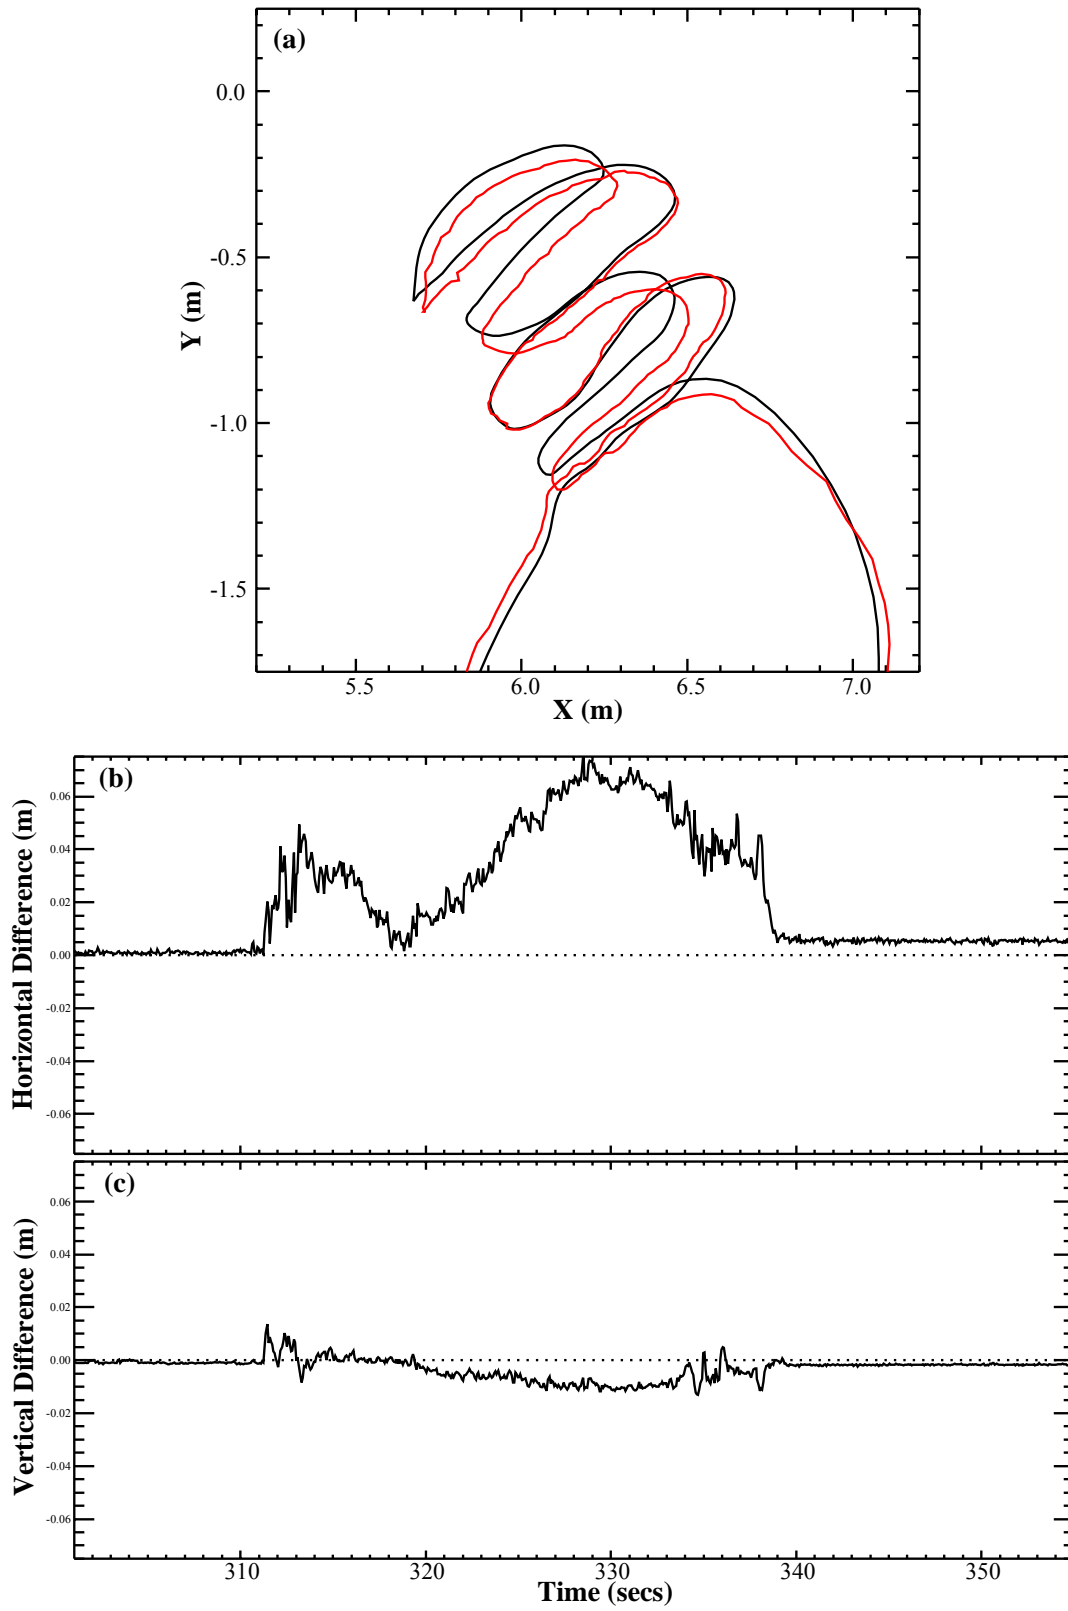 (a)
0.0
-0.5
-1.0
-1.5
Y (m)
5.5 6.0 6.5 7.0
X (m)
(b)
0.06
0.04
0.02
0.00
-0.02
-0.04
-0.06
Horizontal Difference (m)
(c)
0.06
0.04
0.02
0.00
-0.02
-0.04
-0.06
Vertical Difference (m)
310 320 330 340 350
Time (secs)